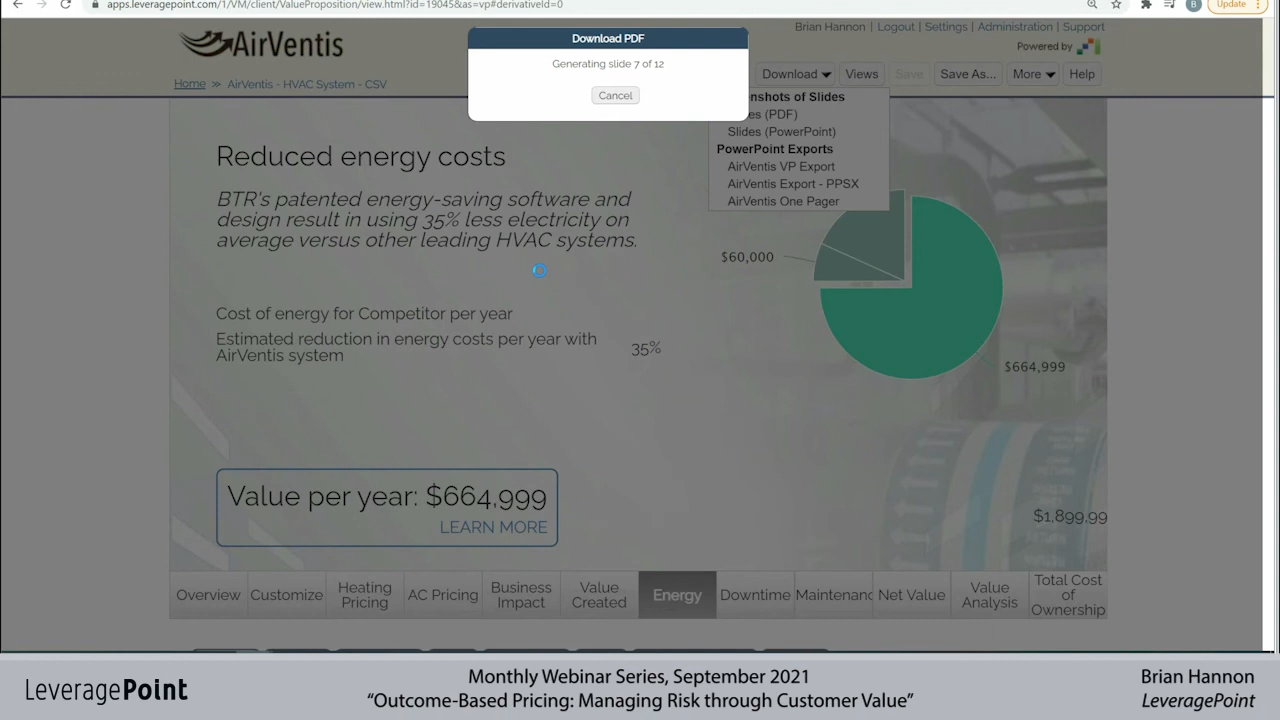 apps.leveragepoint.com/1/VM/client/ValueProposition/view.html?id=19045&as=vp#derivativeId=0
B
Update
AirVentis
Brian Hannon | Logout | Settings | Administration | Support
Powered by
Home >> AirVentis - HVAC System - CSV
Download PDF
Generating slide 7 of 12
Cancel
Download Views Save Save As... More Help
nshots of Slides
es (PDF)
Slides (PowerPoint)
PowerPoint Exports
AirVentis VP Export
AirVentis Export - PPSX
AirVentis One Pager
Reduced energy costs
BTR's patented energy-saving software and
design result in using 35% less electricity on
average versus other leading HVAC systems.
$60,000
Cost of energy for Competitor per year
Estimated reduction in energy costs per year with
AirVentis system
35%
$664,999
Value per year: $664,999
LEARN MORE
$1,899,99
Overview
Customize
Heating
Pricing
AC Pricing
Business
Impact
Value
Created
Energy
Downtime
Maintenanc
Net Value
Value
Analysis
Total Cost
of
Ownership
LeveragePoint
Monthly Webinar Series, September 2021
“Outcome-Based Pricing: Managing Risk through Customer Value”
Brian Hannon
LeveragePoint